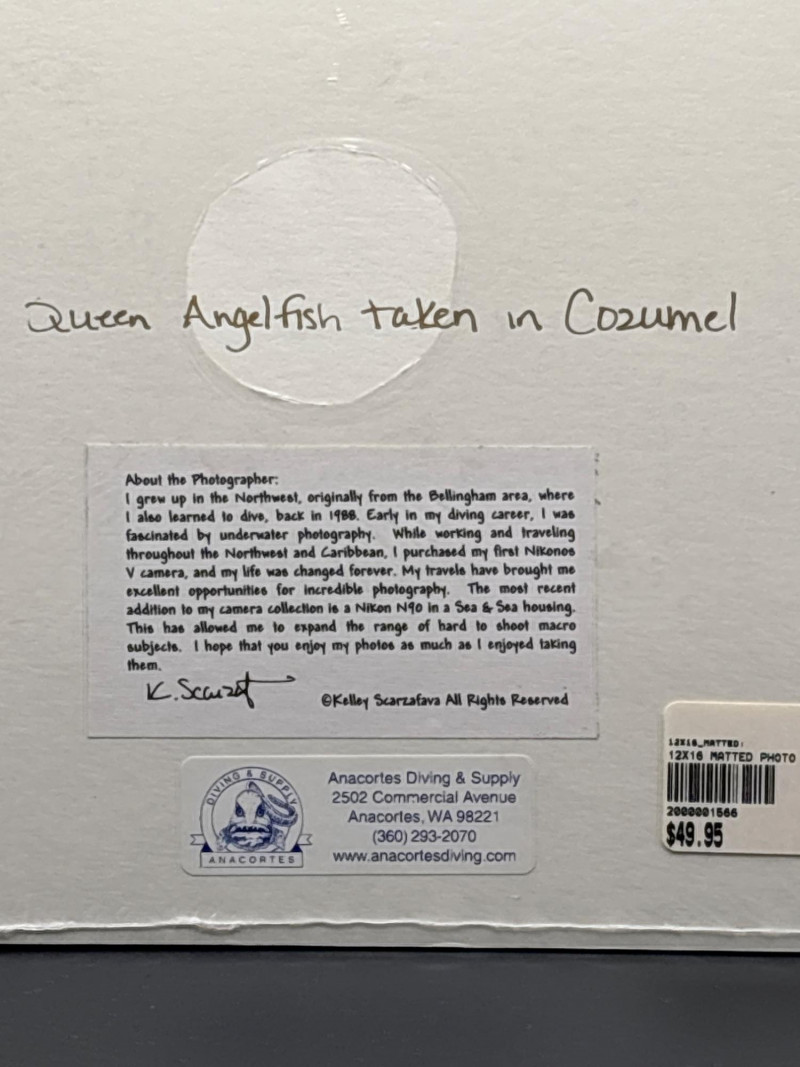 Queen Angelfish taken in Cozumel
About the Photographer:
I grew up in the Northwest, originally from the Bellingham area, where
I also learned to dive, back in 1988. Early in my diving career, I was
fascinated by underwater photography. While working and traveling
throughout the Northwest and Caribbean, I purchased my first Nikonos
V camera, and my life was changed forever. My travels have brought me
excellent opportunities for incredible photography. The most recent
addition to my camera collection is a Nikon N90 in a Sea & Sea housing.
This has allowed me to expand the range of hard to shoot macro
subjects. I hope that you enjoy my photos as much as I enjoyed taking
them.
K. Scarzaf
©Kelley Scarzafava All Rights Reserved
12X16_MATTED:
12X16 MATTED PHOTO
2000001566
$49.95
DIVING & SUPPLY
ANACORTES
Anacortes Diving & Supply
2502 Commercial Avenue
Anacortes, WA 98221
(360) 293-2070
www.anacortesdiving.com